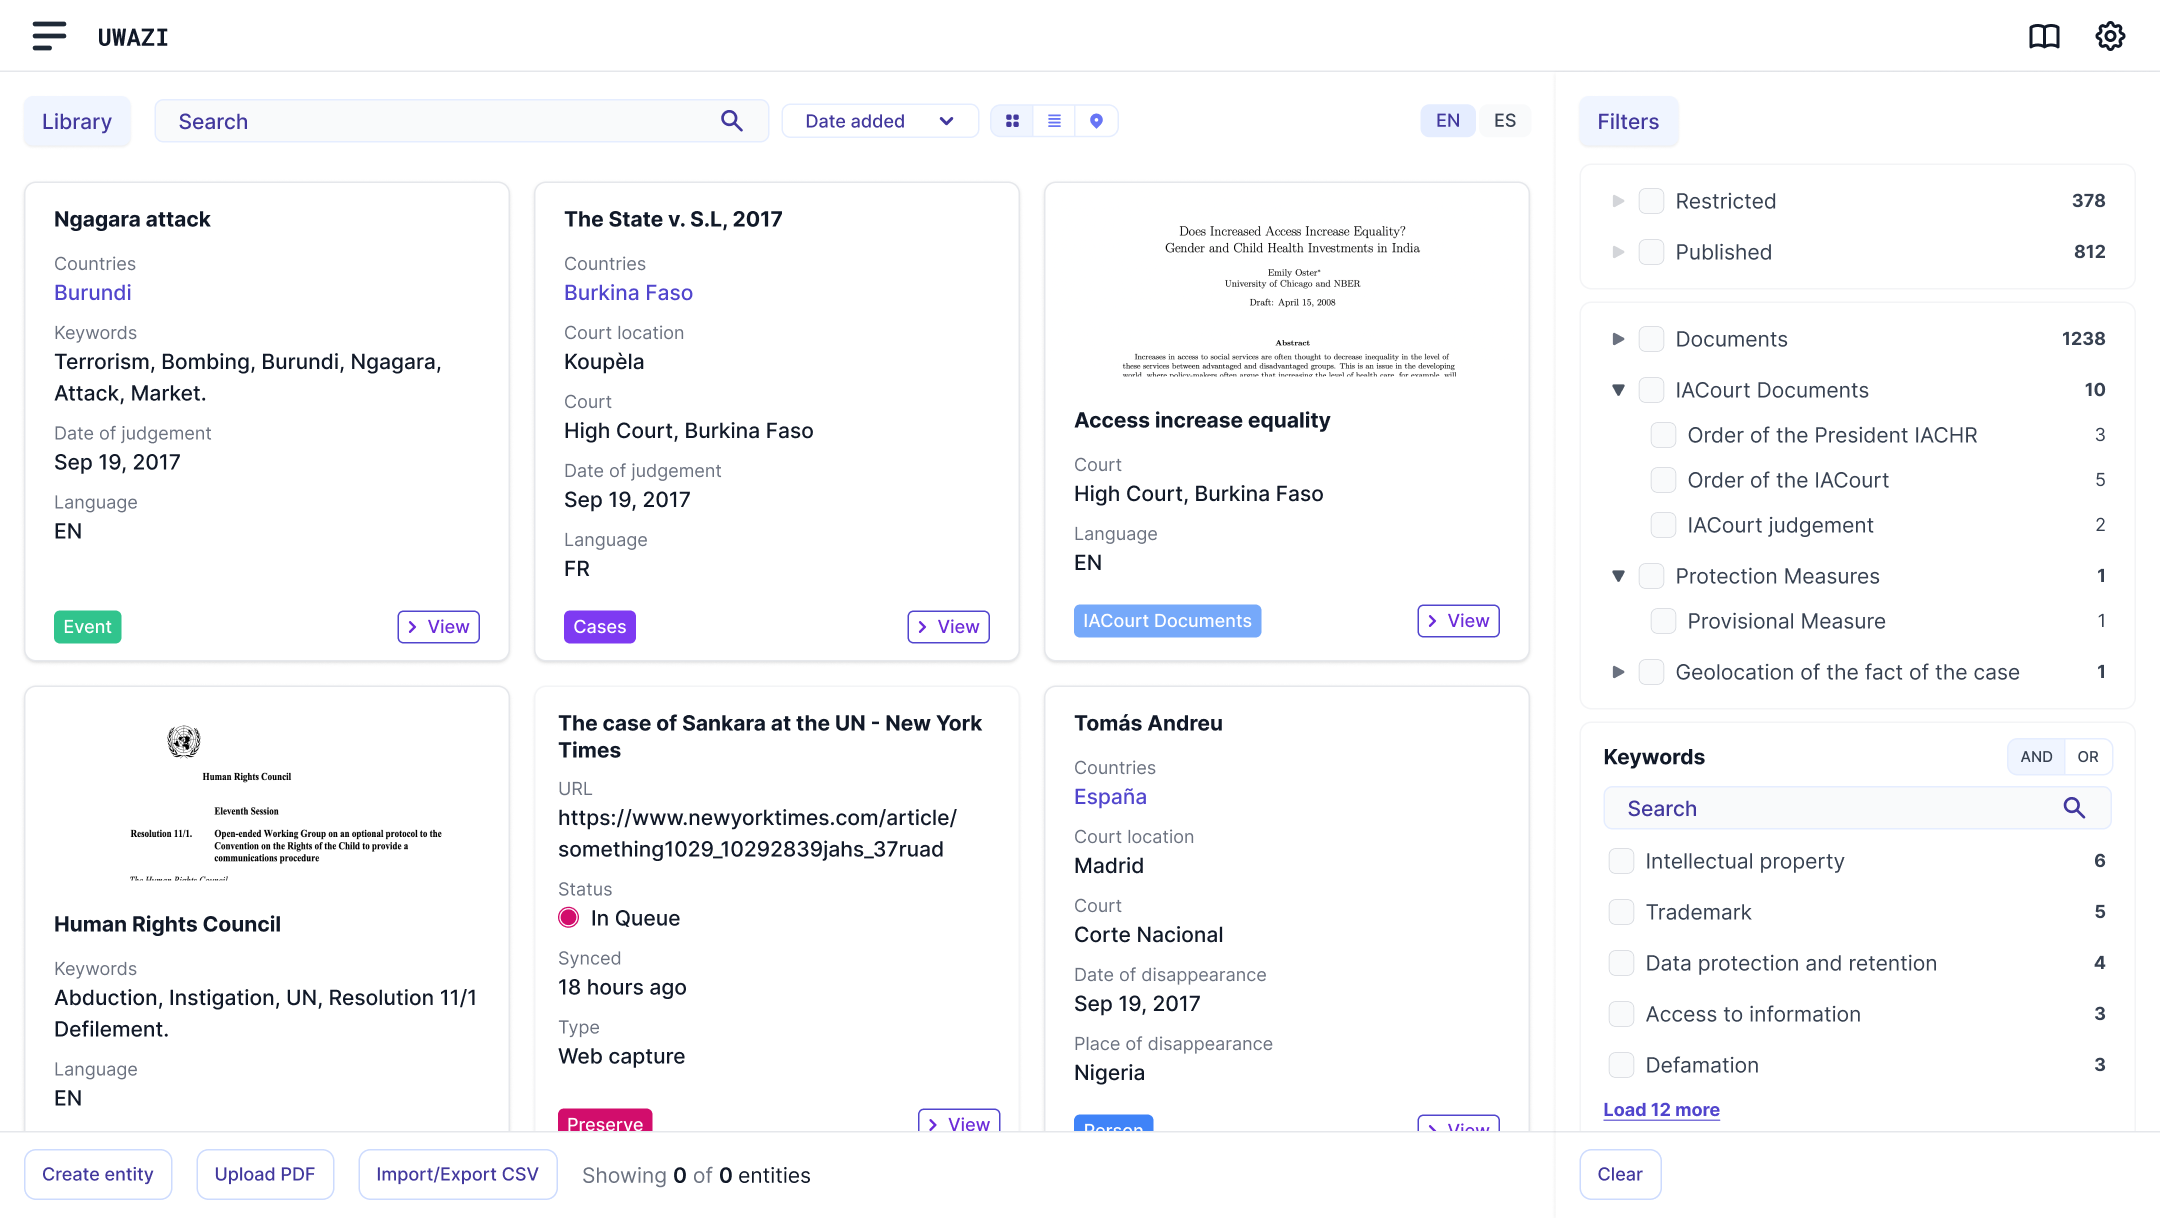 UWAZI
Library
Search
Date added
EN
ES
Filters
Ngagara attack
Countries
Burundi
Keywords
Terrorism, Bombing, Burundi, Ngagara,
Attack, Market.
Date of judgement
Sep 19, 2017
Language
EN
Event
View
The State v. S.L, 2017
Countries
Burkina Faso
Court location
Koupèla
Court
High Court, Burkina Faso
Date of judgement
Sep 19, 2017
Language
FR
Cases
View
Does Increased Access Increase Equality?
Gender and Child Health Investments in India
Emily Oster*
University of Chicago and NBER
Draft: April 15, 2008
Abstract
Increases in access to social services are often thought to decrease inequality in the level of
these services between advantaged and disadvantaged groups. This is an issue in the developing
world, where policy-makers often argue that increasing the level of health care, for example, will
Access increase equality
Court
High Court, Burkina Faso
Language
EN
IACourt Documents
View
Human Rights Council
Eleventh Session
Resolution 11/1. Open-ended Working Group on an optional protocol to the
Convention on the Rights of the Child to provide a
communications procedure
The Human Rights Council
Human Rights Council
Keywords
Abduction, Instigation, UN, Resolution 11/1
Defilement.
Language
EN
The case of Sankara at the UN - New York
Times
URL
https://www.newyorktimes.com/article/
something1029_10292839jahs_37ruad
Status
In Queue
Synced
18 hours ago
Type
Web capture
Preserve
View
Tomás Andreu
Countries
España
Court location
Madrid
Court
Corte Nacional
Date of disappearance
Sep 19, 2017
Place of disappearance
Nigeria
Person
View
Restricted 378
Published 812
Documents 1238
IACourt Documents 10
Order of the President IACHR 3
Order of the IACourt 5
IACourt judgement 2
Protection Measures 1
Provisional Measure 1
Geolocation of the fact of the case 1
Keywords
AND
OR
Search
Intellectual property 6
Trademark 5
Data protection and retention 4
Access to information 3
Defamation 3
Load 12 more
Create entity
Upload PDF
Import/Export CSV
Showing 0 of 0 entities
Clear